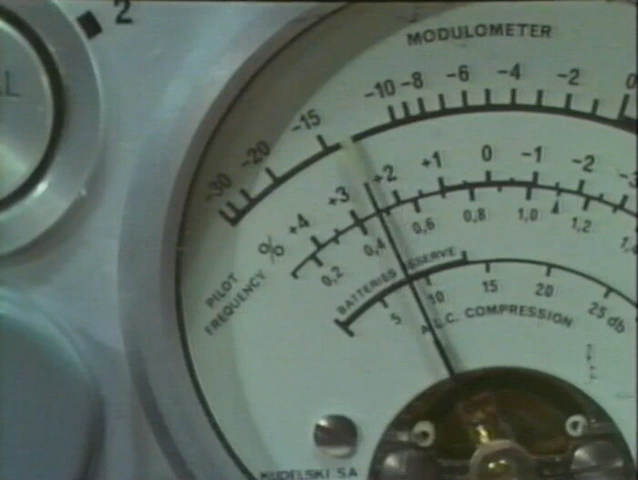 2
MODULOMETER
-30 -20 -15 -10 -8 -6 -4 -2 0
% +4 +3 +2 +1 0 -1 -2
0,2 0,4 0,6 0,8 1,0 1,2
PILOT
FREQUENCY
BATTERIES RESERVE
5 10 15 20 25 db
A.L.C. COMPRESSION
KUDELSKI S.A